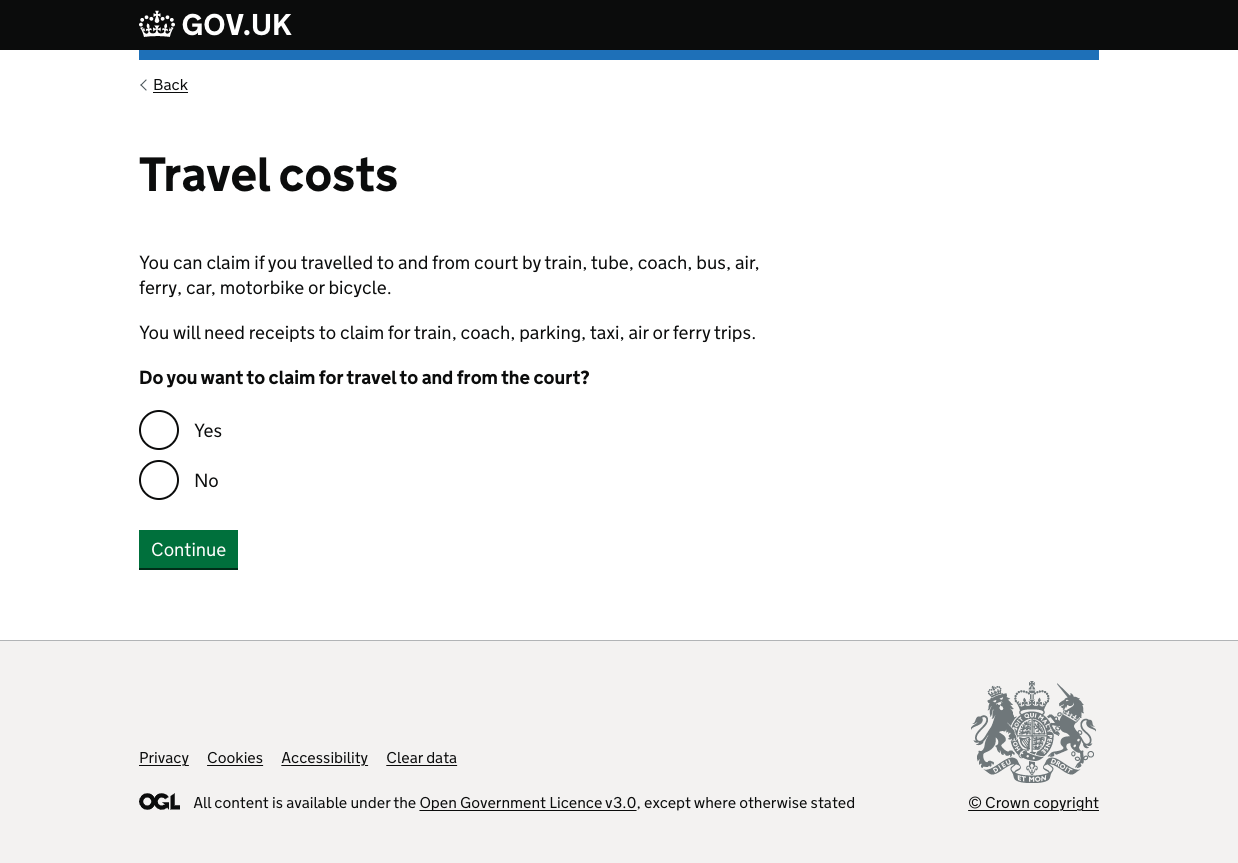 GOV.UK
Back
Travel costs
You can claim if you travelled to and from court by train, tube, coach, bus, air,
ferry, car, motorbike or bicycle.
You will need receipts to claim for train, coach, parking, taxi, air or ferry trips.
Do you want to claim for travel to and from the court?
Yes
No
Continue
Privacy Cookies Accessibility Clear data
DIEU ET MON DROIT
OGL All content is available under the Open Government Licence v3.0, except where otherwise stated
© Crown copyright